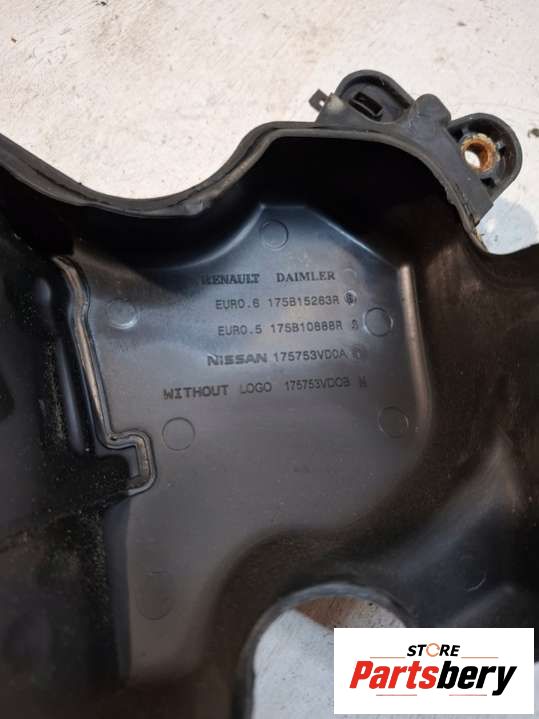 RENAULT DAIMLER
EURO.6 175B15263R
EURO.5 175B10888R
NISSAN 175753VD0A
WITHOUT LOGO 175753VD0B
STORE
Partsbery